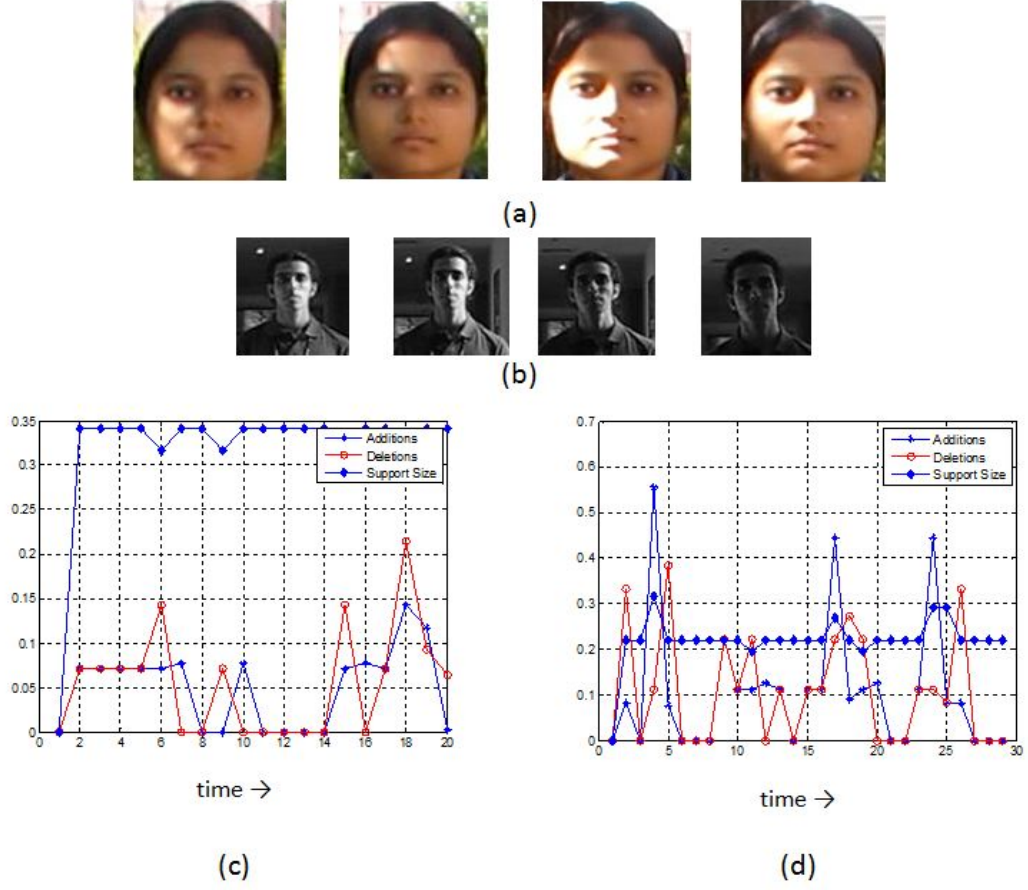 (a)
(b)
0.35
0.3
0.25
0.2
0.15
0.1
0.05
0
0 2 4 6 8 10 12 14 16 18 20
Additions
Deletions
Support Size
time →
(c)
0.7
0.6
0.5
0.4
0.3
0.2
0.1
0
0 5 10 15 20 25 30
Additions
Deletions
Support Size
time →
(d)